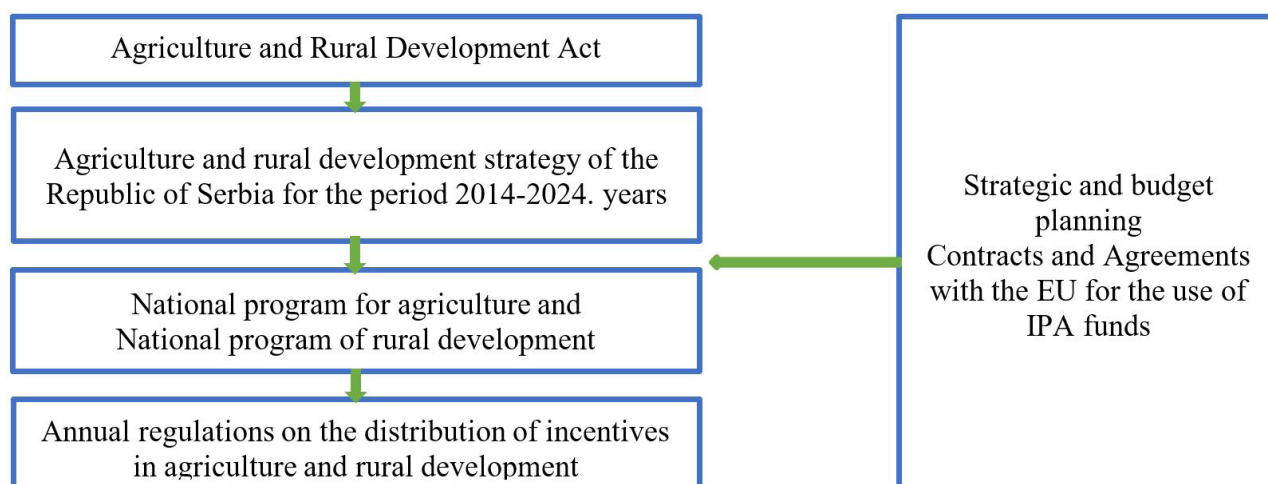 Agriculture and Rural Development Act
Agriculture and rural development strategy of the
Republic of Serbia for the period 2014-2024. years
National program for agriculture and
National program of rural development
Annual regulations on the distribution of incentives
in agriculture and rural development
Strategic and budget
planning
Contracts and Agreements
with the EU for the use of
IPA funds